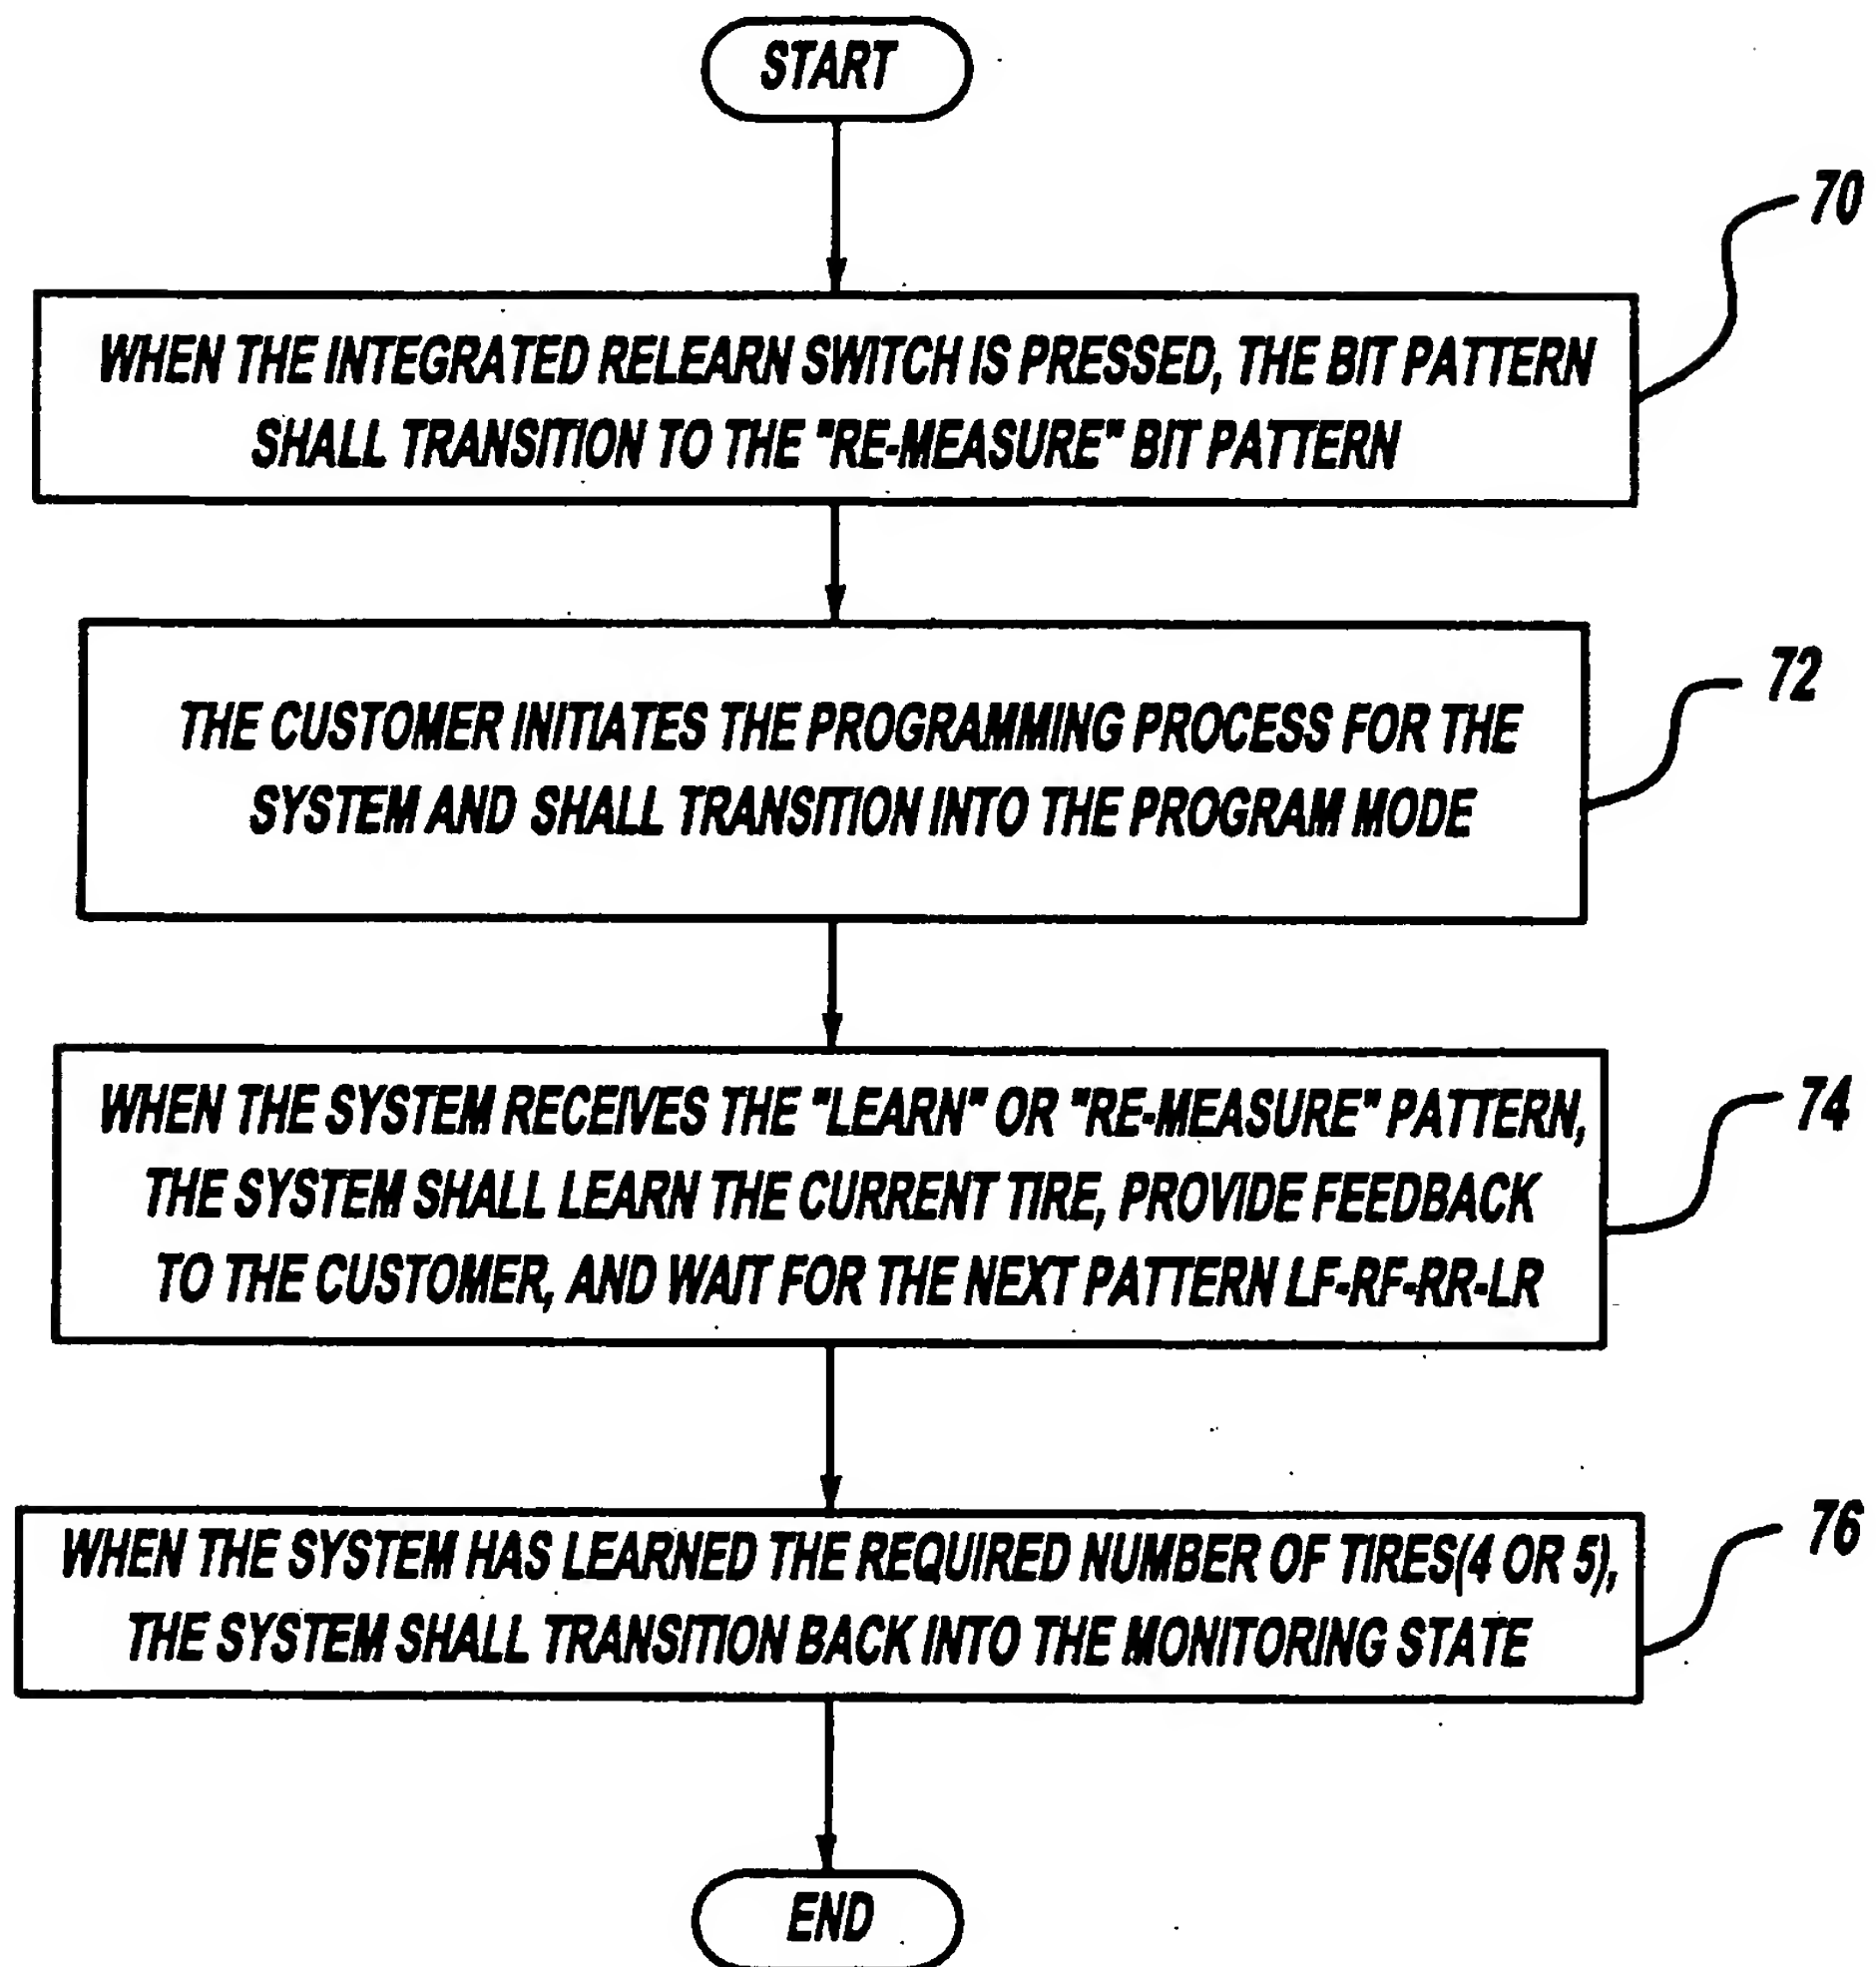 START
70
WHEN THE INTEGRATED RELEARN SWITCH IS PRESSED, THE BIT PATTERN
SHALL TRANSITION TO THE "RE-MEASURE" BIT PATTERN
72
THE CUSTOMER INITIATES THE PROGRAMMING PROCESS FOR THE
SYSTEM AND SHALL TRANSITION INTO THE PROGRAM MODE
74
WHEN THE SYSTEM RECEIVES THE "LEARN" OR "RE-MEASURE" PATTERN,
THE SYSTEM SHALL LEARN THE CURRENT TIRE, PROVIDE FEEDBACK
TO THE CUSTOMER, AND WAIT FOR THE NEXT PATTERN LF-RF-RR-LR
76
WHEN THE SYSTEM HAS LEARNED THE REQUIRED NUMBER OF TIRES(4 OR 5),
THE SYSTEM SHALL TRANSITION BACK INTO THE MONITORING STATE
END